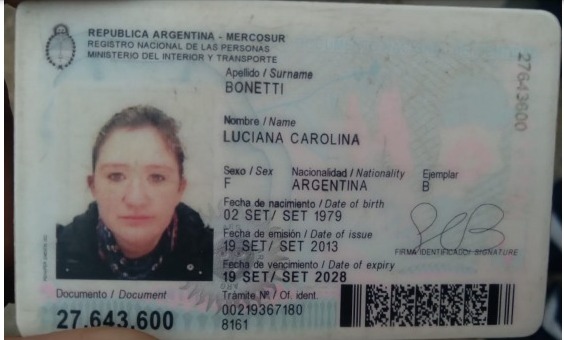 REPUBLICA ARGENTINA - MERCOSUR
REGISTRO NACIONAL DE LAS PERSONAS
MINISTERIO DEL INTERIOR Y TRANSPORTE
Apellido / Surname
BONETTI
Nombre / Name
LUCIANA CAROLINA
Sexo / Sex Nacionalidad / Nationality Ejemplar
F ARGENTINA B
Fecha de nacimiento / Date of birth
02 SET/ SET 1979
Fecha de emisión / Date of issue
19 SET/ SET 2013
FIRMA IDENTIFICADO/ SIGNATURE
Fecha de vencimiento / Date of expiry
19 SET/ SET 2028
Documento / Document
27.643.600
Trámite Nº / Of. ident.
00219367180
8161
27643600